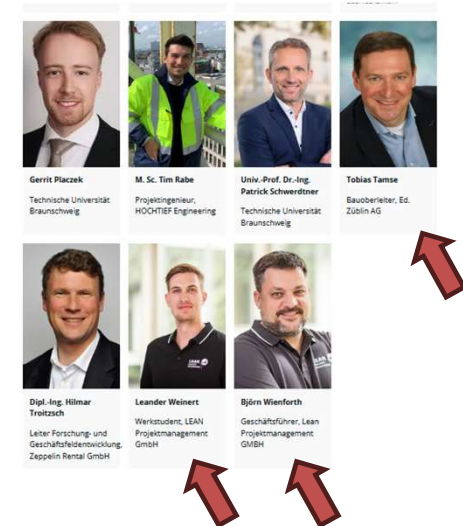 Gerrit Placzek
Technische Universität
Braunschweig
M. Sc. Tim Rabe
Projektingenieur,
HOCHTIEF Engineering
Univ.-Prof. Dr.-Ing.
Patrick Schwerdtner
Technische Universität
Braunschweig
Tobias Tamse
Bauoberleiter, Ed.
Züblin AG
Dipl.-Ing. Hilmar
Troitzsch
Leiter Forschung- und
Geschäftsfeldentwicklung,
Zeppelin Rental GmbH
Leander Weinert
Werkstudent, LEAN
Projektmanagement
GmbH
Björn Wienforth
Geschäftsführer, Lean
Projektmanagement
GMBH